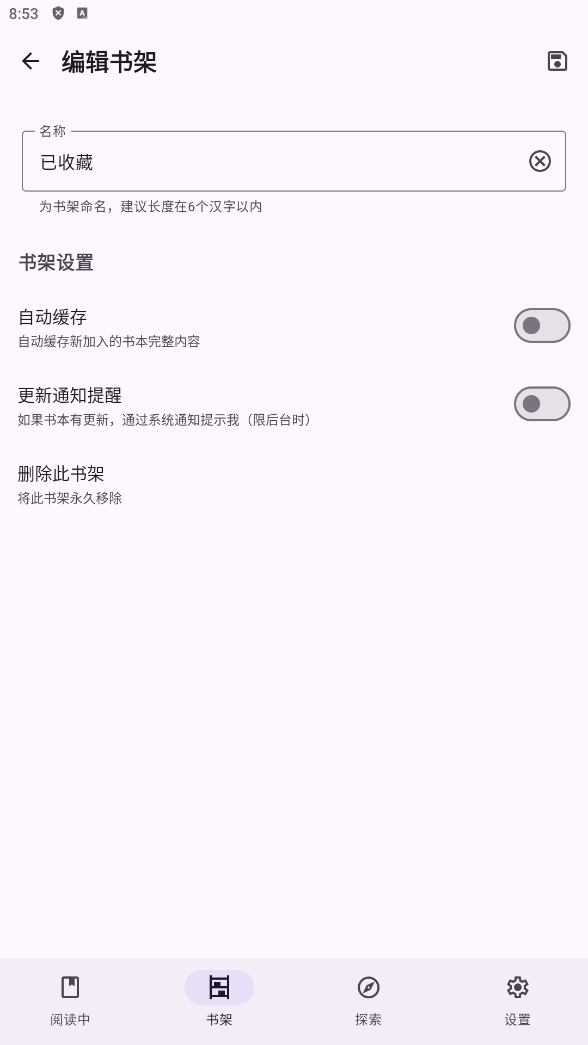 8:53
编辑书架
名称
已收藏
为书架命名，建议长度在6个汉字以内
书架设置
自动缓存
自动缓存新加入的书本完整内容
更新通知提醒
如果书本有更新，通过系统通知提示我（限后台时）
删除此书架
将此书架永久移除
阅读中
书架
探索
设置